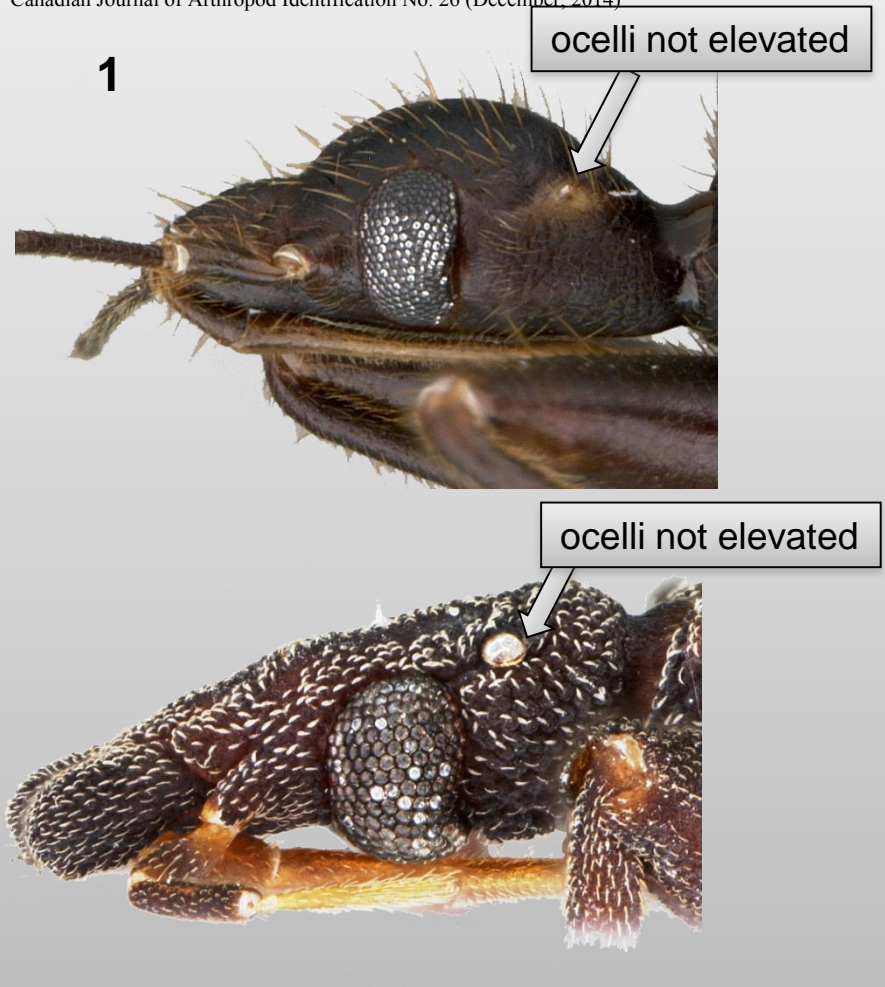 Canadian Journal of Arthropod Identification No. 26 (December, 2014)
ocelli not elevated
1
ocelli not elevated